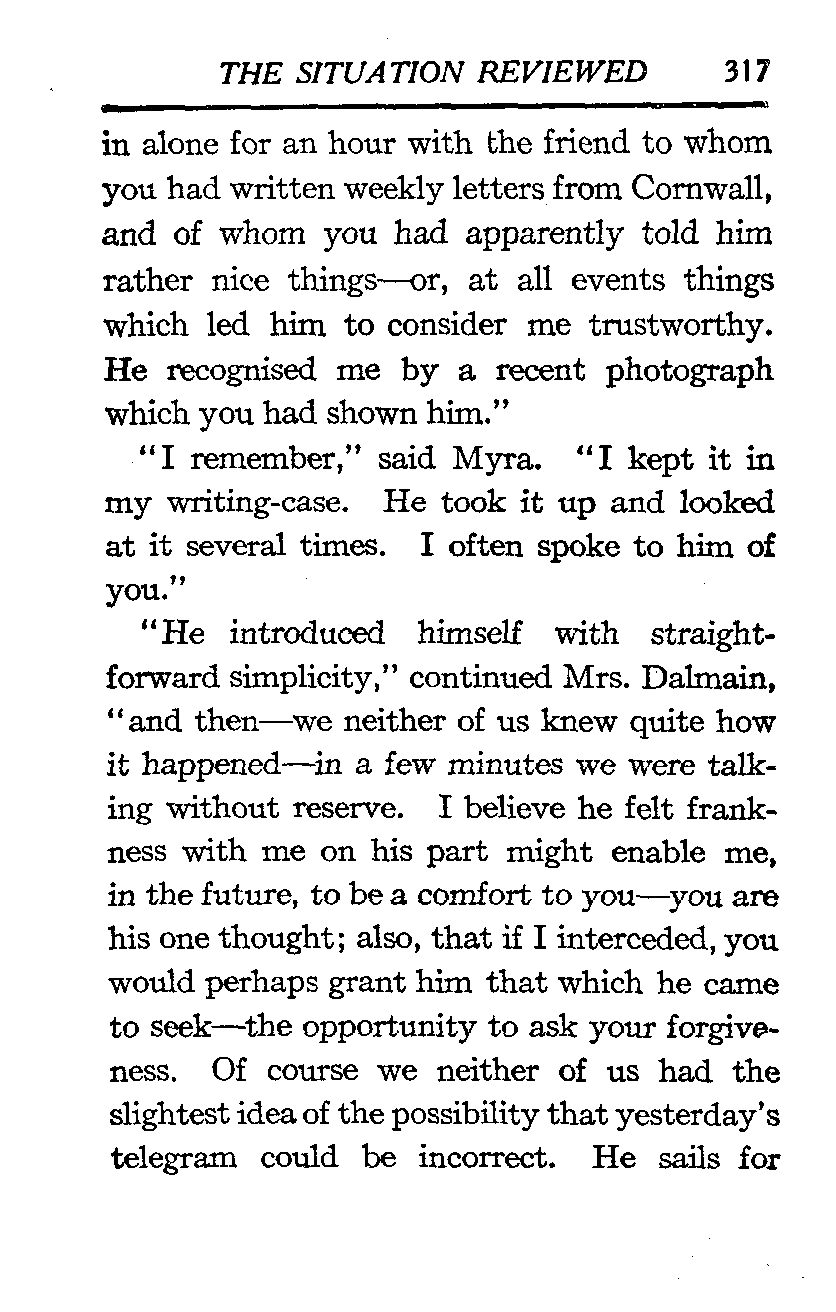 THE SITUATION REVIEWED 317
in alone for an hour with the friend to whom
you had written weekly letters from Cornwall,
and of whom you had apparently told him
rather nice things—or, at all events things
which led him to consider me trustworthy.
He recognised me by a recent photograph
which you had shown him."
"I remember," said Myra. "I kept it in
my writing-case. He took it up and looked
at it several times. I often spoke to him of
you."
"He introduced himself with straight-
forward simplicity," continued Mrs. Dalmain,
"and then—we neither of us knew quite how
it happened—in a few minutes we were talk-
ing without reserve. I believe he felt frank-
ness with me on his part might enable me,
in the future, to be a comfort to you—you are
his one thought; also, that if I interceded, you
would perhaps grant him that which he came
to seek—the opportunity to ask your forgive-
ness. Of course we neither of us had the
slightest idea of the possibility that yesterday's
telegram could be incorrect. He sails for